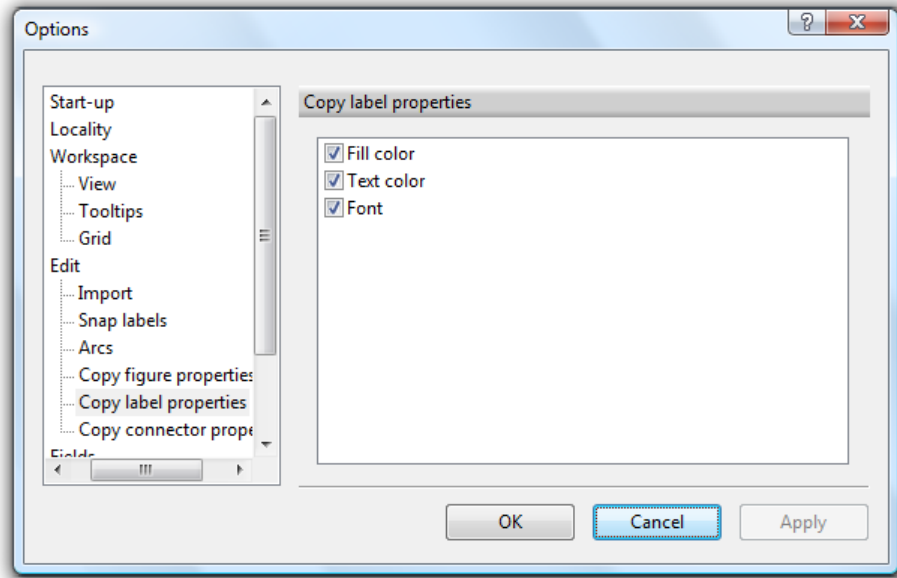 Options
Start-up
Locality
Workspace
View
Tooltips
Grid
Edit
Import
Snap labels
Arcs
Copy figure properties
Copy label properties
Copy connector prope
Fields
Copy label properties
Fill color
Text color
Font
OK
Cancel
Apply